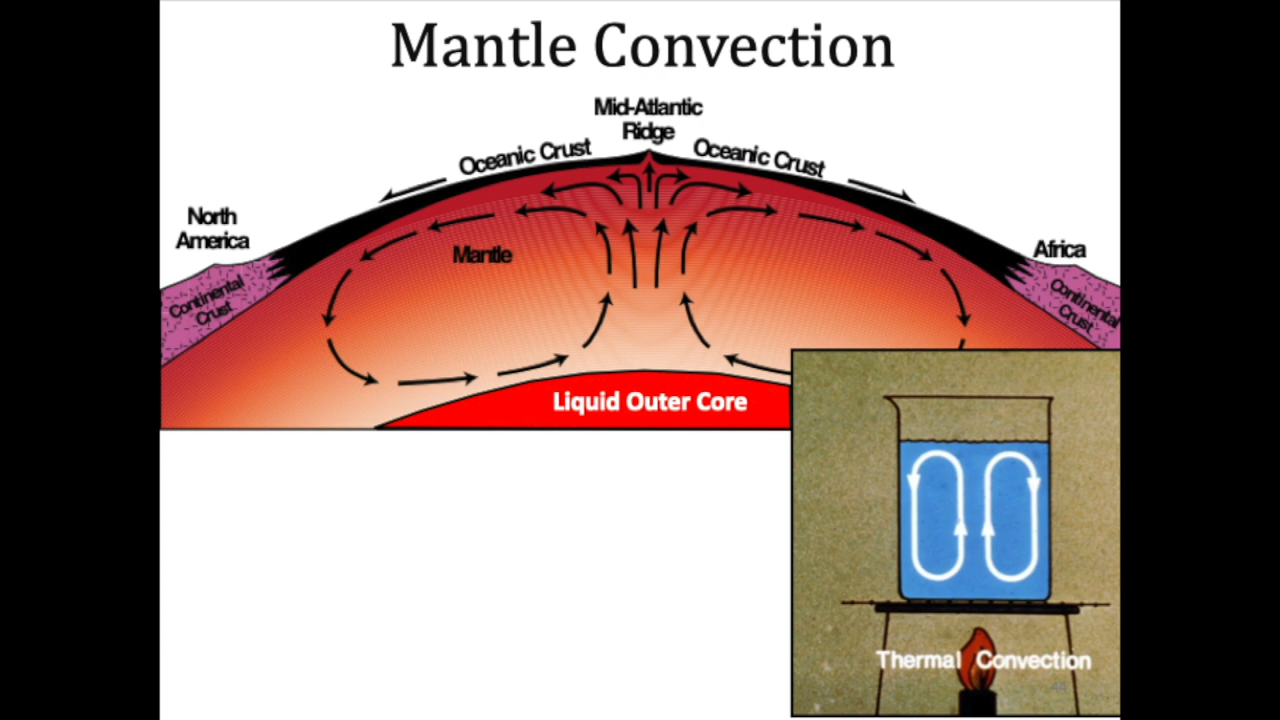 Mantle Convection
Mid-Atlantic
Ridge
Oceanic Crust
Oceanic Crust
North
America
Mantle
Africa
Continental
Crust
Continental
Crust
Liquid Outer Core
Thermal Convection